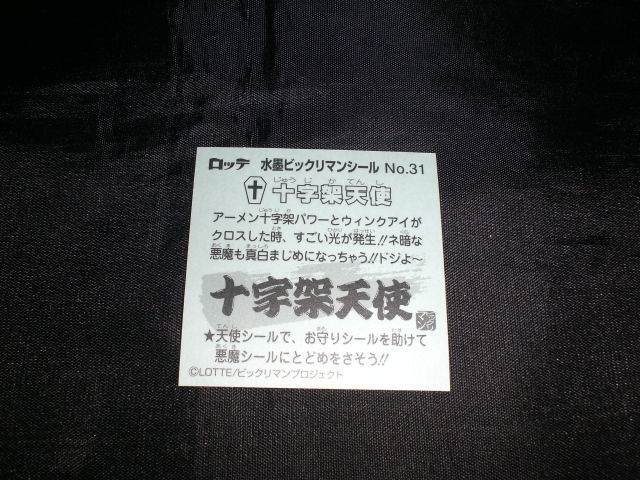 ロッテ 水墨ビックリマンシール No.31
十字架天使
アーメン十字架パワーとウィンクアイが
クロスした時、すごい光が発生!!ネ暗な
悪魔も真白まじめになっちゃう!!ドジよ〜
十字架天使
★天使シールで、お守りシールを助けて
悪魔シールにとどめをさそう!!
©LOTTE/ビックリマンプロジェクト